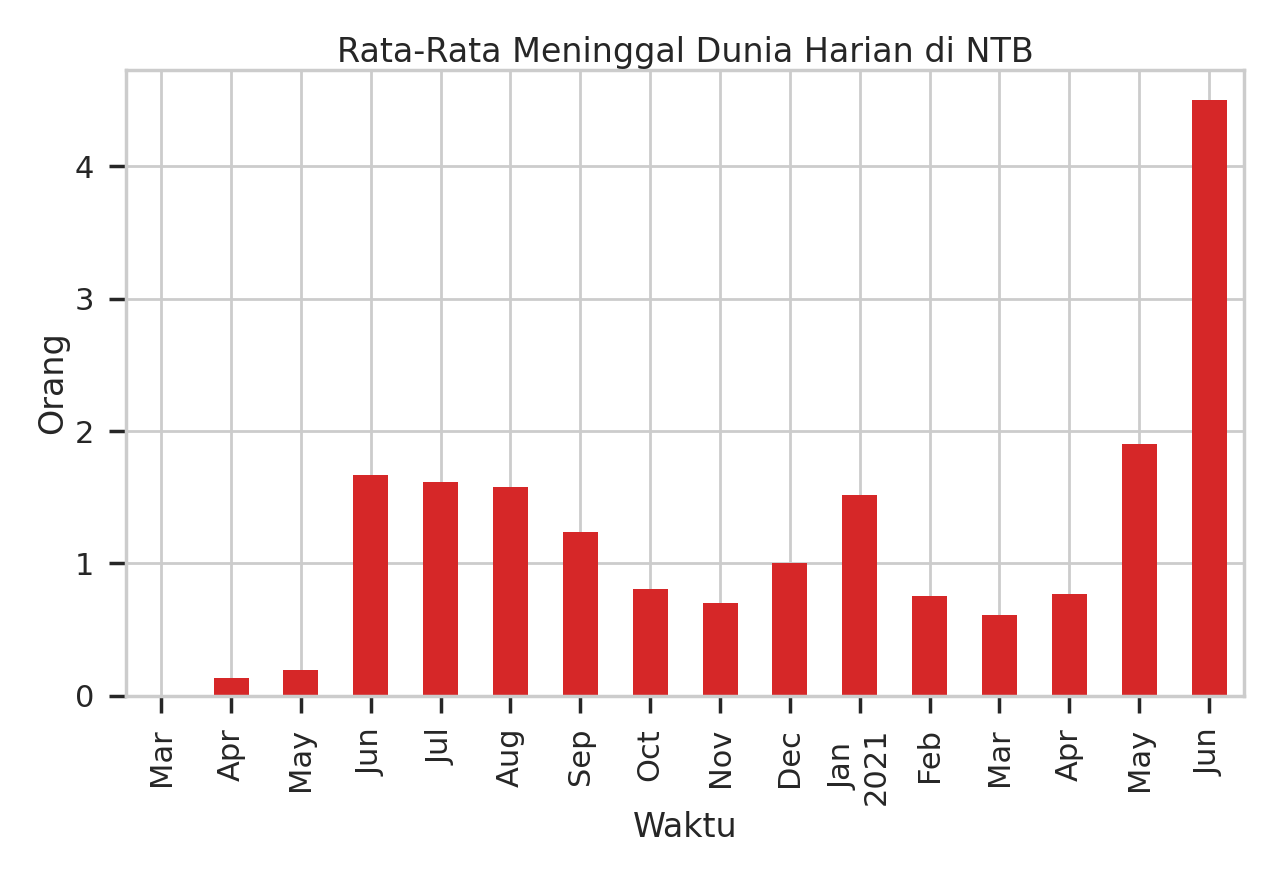 Rata-Rata Meninggal Dunia Harian di NTB
Orang
4
3
2
1
0
Mar
Apr
May
Jun
Jul
Aug
Sep
Oct
Nov
Dec
Jan
2021
Feb
Mar
Apr
May
Jun
Waktu